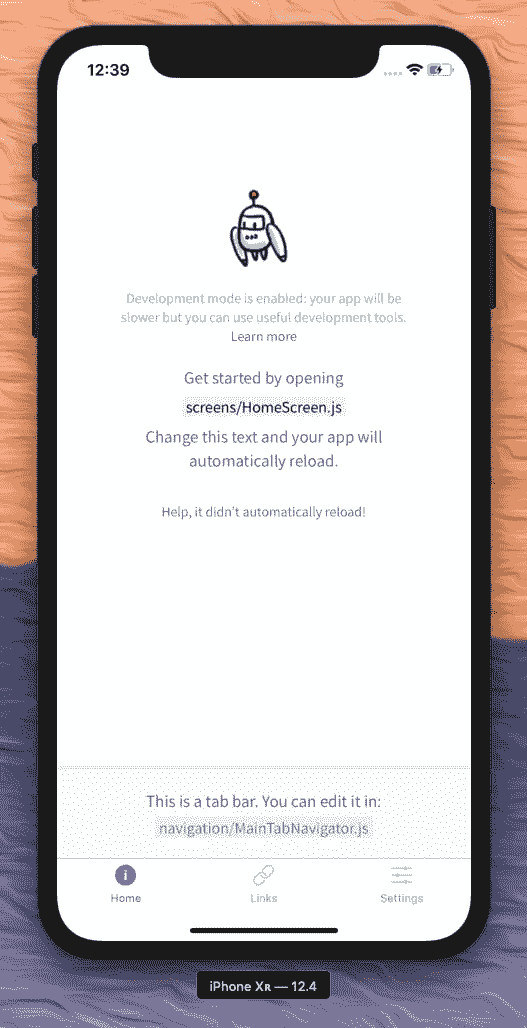 12:39
Development mode is enabled: your app will be
slower but you can use useful development tools.
Learn more
Get started by opening
screens/HomeScreen.js
Change this text and your app will
automatically reload.
Help, it didn't automatically reload!
This is a tab bar. You can edit it in:
navigation/MainTabNavigator.js
Home Links Settings
iPhone Xʀ — 12.4